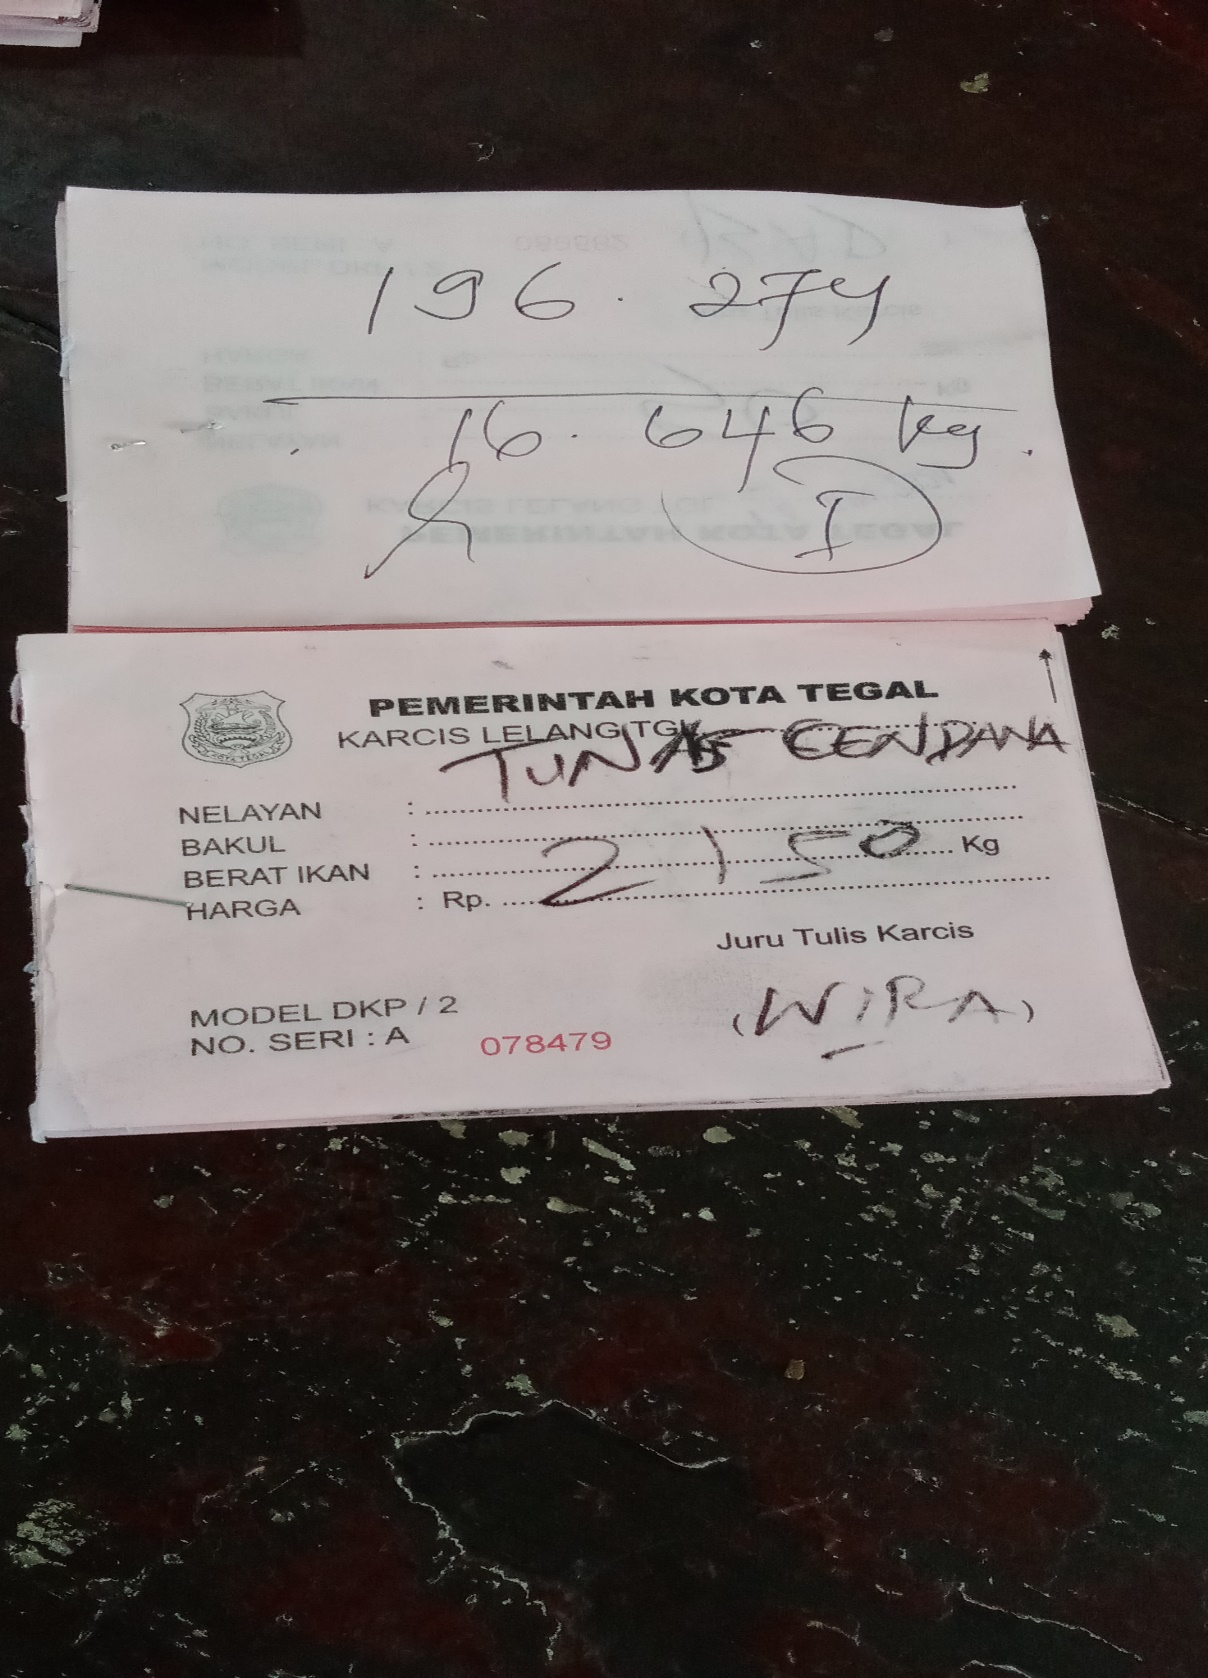 196.274
16.646 kg.
I
PEMERINTAH KOTA TEGAL
KARCIS LELANG TGL
TUNAS CENDANA
NELAYAN :
BAKUL :
BERAT IKAN : Kg
2150
HARGA : Rp.
Juru Tulis Karcis
MODEL DKP / 2
(WIRA)
NO. SERI : A 078479